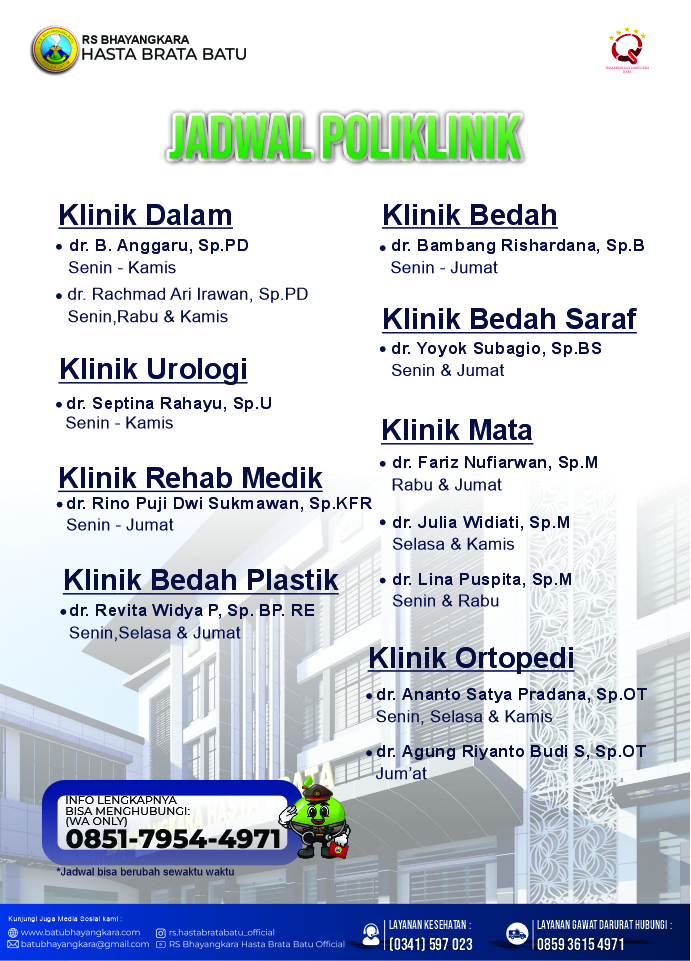 RS BHAYANGKARA
HASTA BRATA BATU
JADWAL POLIKLINIK
Klinik Dalam
• dr. B. Anggaru, Sp.PD
Senin - Kamis
• dr. Rachmad Ari Irawan, Sp.PD
Senin,Rabu & Kamis
Klinik Urologi
• dr. Septina Rahayu, Sp.U
Senin - Kamis
Klinik Rehab Medik
• dr. Rino Puji Dwi Sukmawan, Sp.KFR
Senin - Jumat
Klinik Bedah Plastik
• dr. Revita Widya P, Sp. BP. RE
Senin,Selasa & Jumat
Klinik Bedah
• dr. Bambang Rishardana, Sp.B
Senin - Jumat
Klinik Bedah Saraf
• dr. Yoyok Subagio, Sp.BS
Senin & Jumat
Klinik Mata
• dr. Fariz Nufiarwan, Sp.M
Rabu & Jumat
• dr. Julia Widiati, Sp.M
Selasa & Kamis
• dr. Lina Puspita, Sp.M
Senin & Rabu
Klinik Ortopedi
• dr. Ananto Satya Pradana, Sp.OT
Senin, Selasa & Kamis
• dr. Agung Riyanto Budi S, Sp.OT
Jum'at
INFO LENGKAPNYA
BISA MENGHUBUNGI:
(WA ONLY)
0851-7954-4971
*Jadwal bisa berubah sewaktu waktu
Kunjungi Juga Media Sosial kami :
www.batubhayangkara.com
batubhayangkara@gmail.com
rs.hastabratabatu_official
RS Bhayangkara Hasta Brata Batu Official
LAYANAN KESEHATAN :
(0341) 597 023
LAYANAN GAWAT DARURAT HUBUNGI :
0859 3615 4971